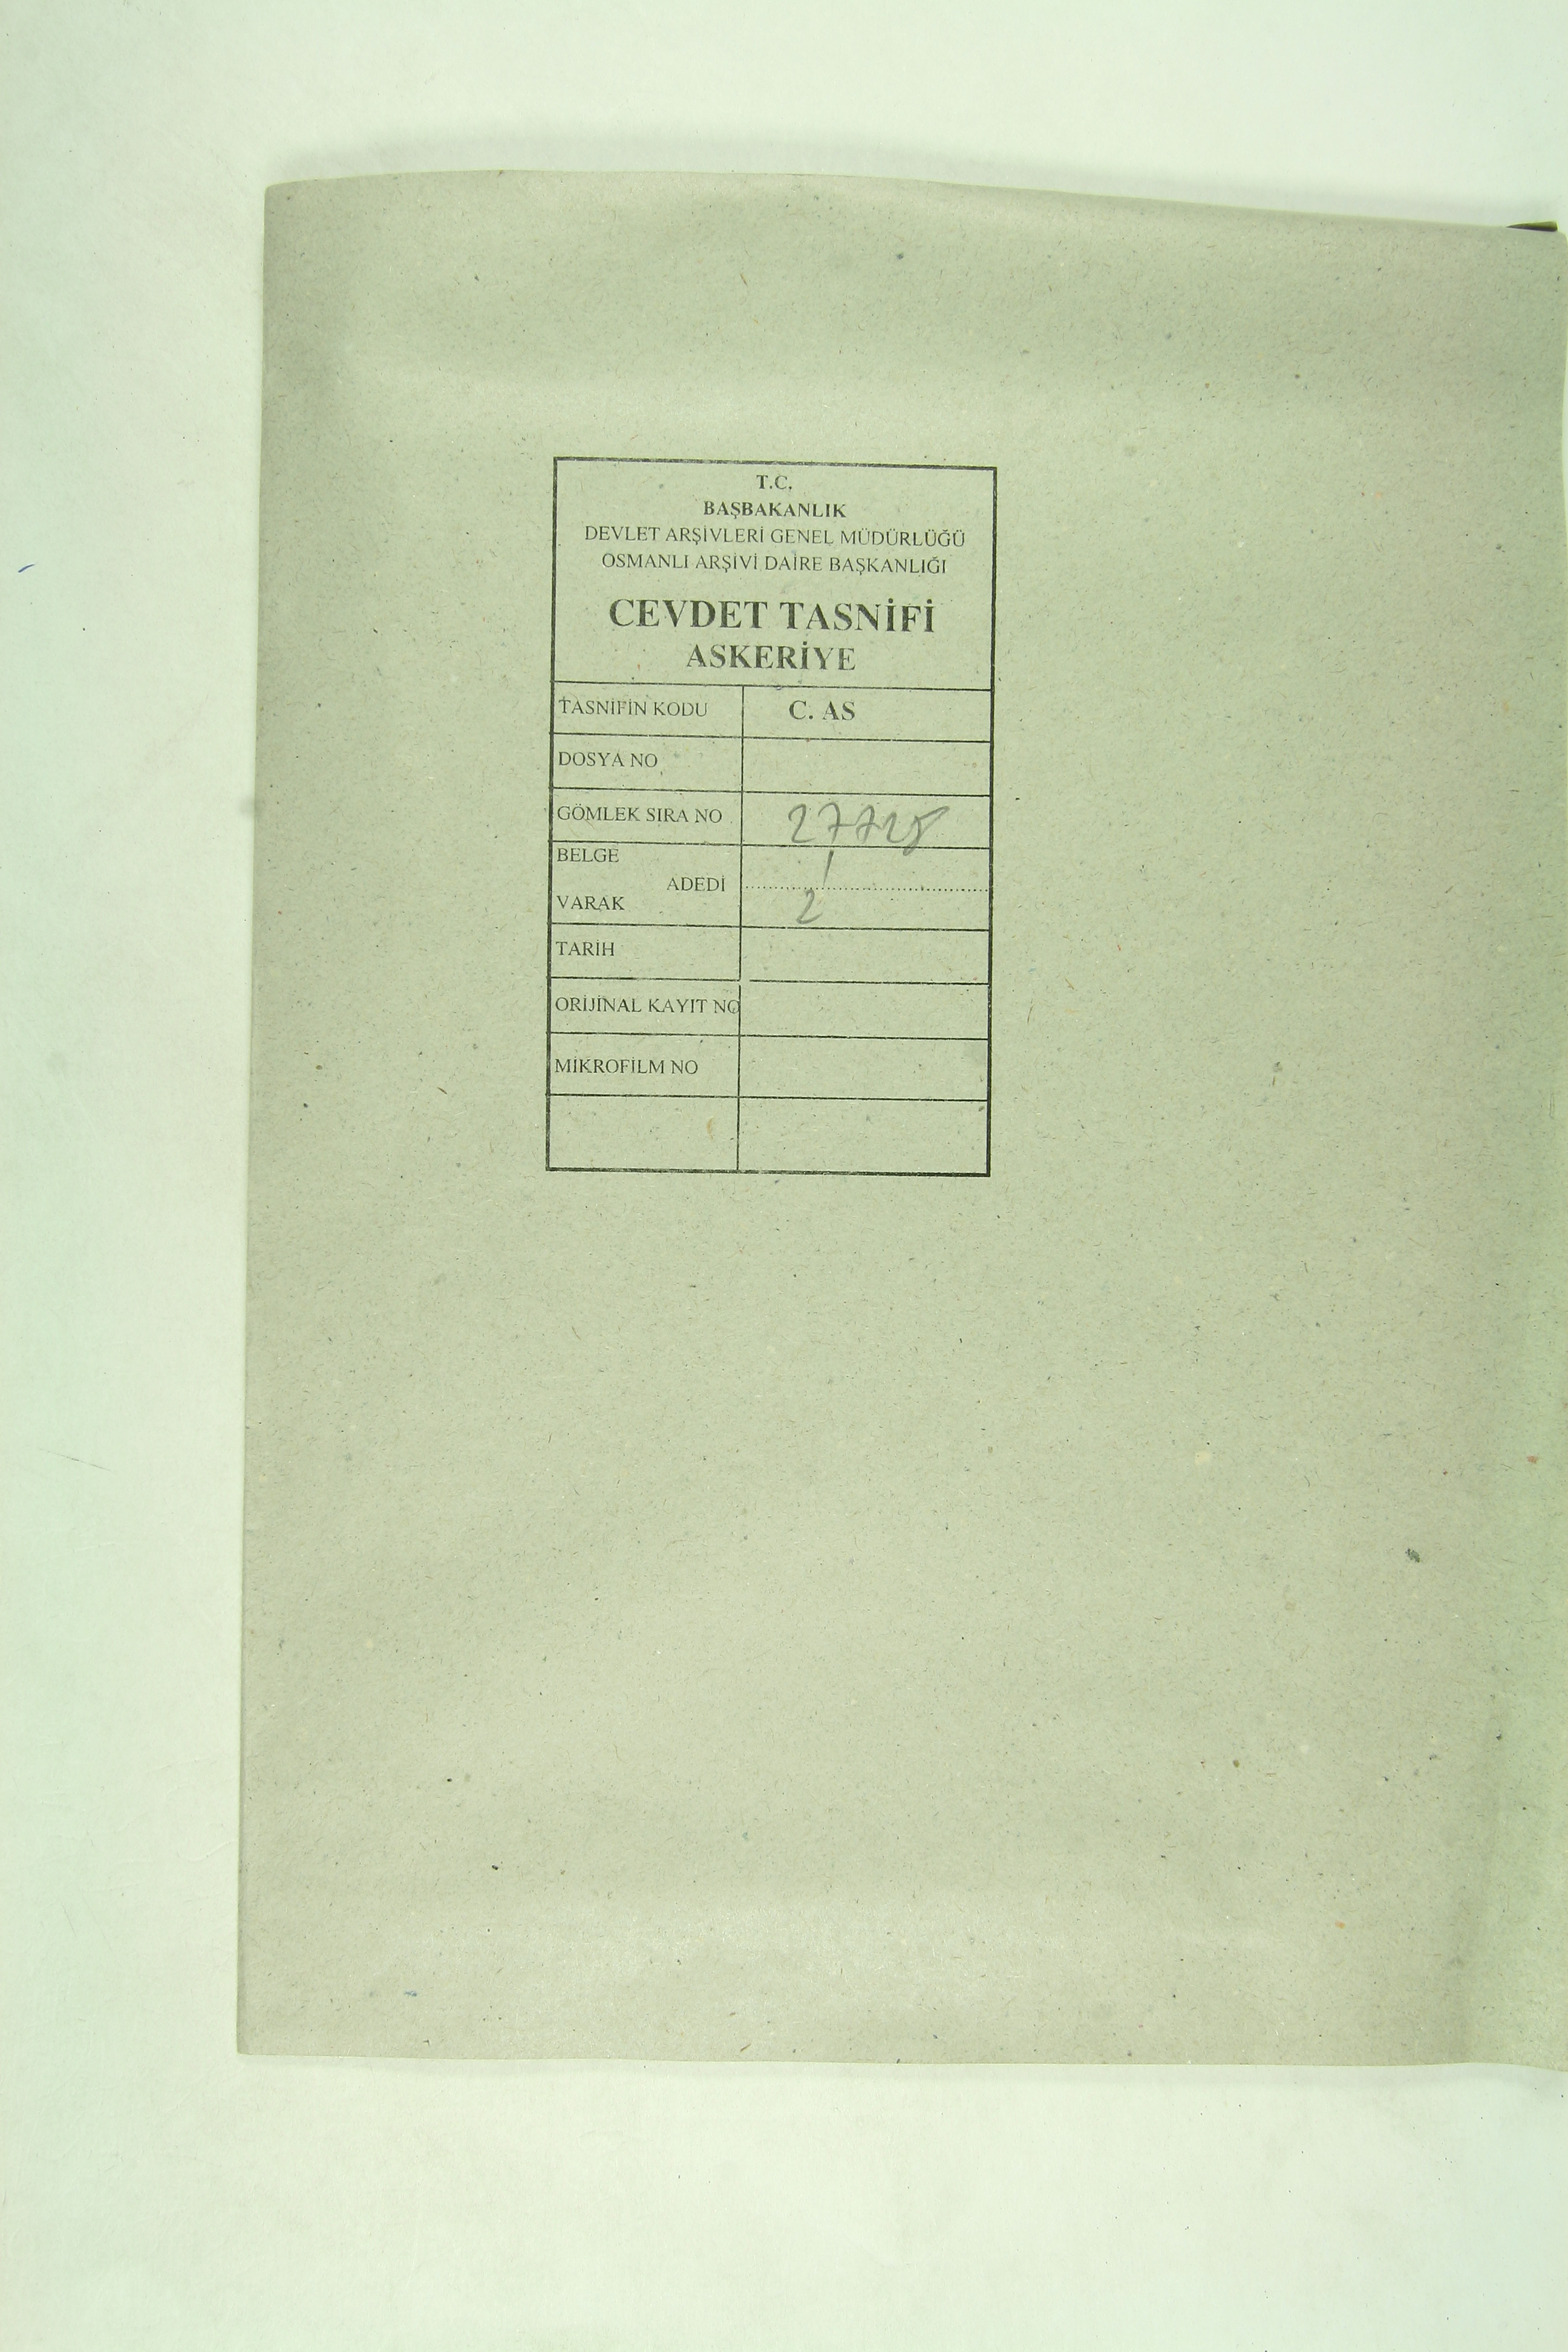 T.C.
BAŞBAKANLIK
DEVLET ARŞİVLERİ GENEL MÜDÜRLÜĞÜ
OSMANLI ARŞİVİ DAİRE BAŞKANLIĞI
CEVDET TASNİFİ
ASKERİYE
TASNİFİN KODU C. AS
DOSYA NO
GÖMLEK SIRA NO 27728
BELGE 1
ADEDİ
VARAK 2
TARİH
ORİJİNAL KAYIT NO
MİKROFİLM NO